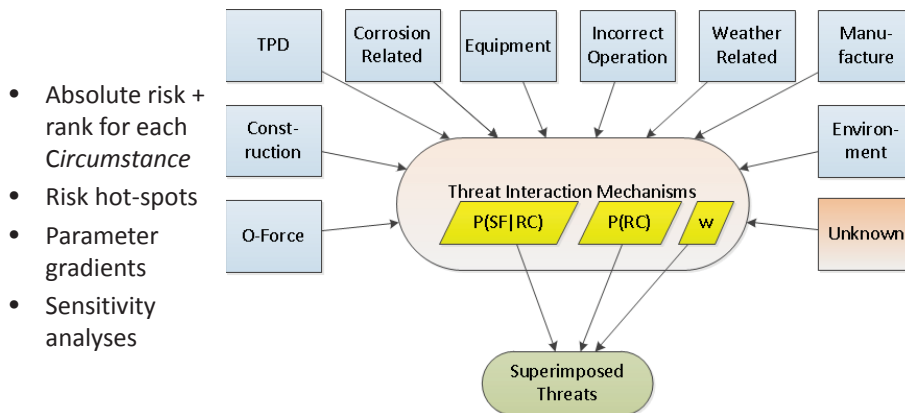 • Absolute risk +
rank for each
Circumstance
• Risk hot-spots
• Parameter
gradients
• Sensitivity
analyses
TPD
Corrosion
Related
Equipment
Incorrect
Operation
Weather
Related
Manu-
facture
Const-
ruction
Environ-
ment
O-Force
Unknown
Threat Interaction Mechanisms
P(SF|RC)
P(RC)
w
Superimposed
Threats